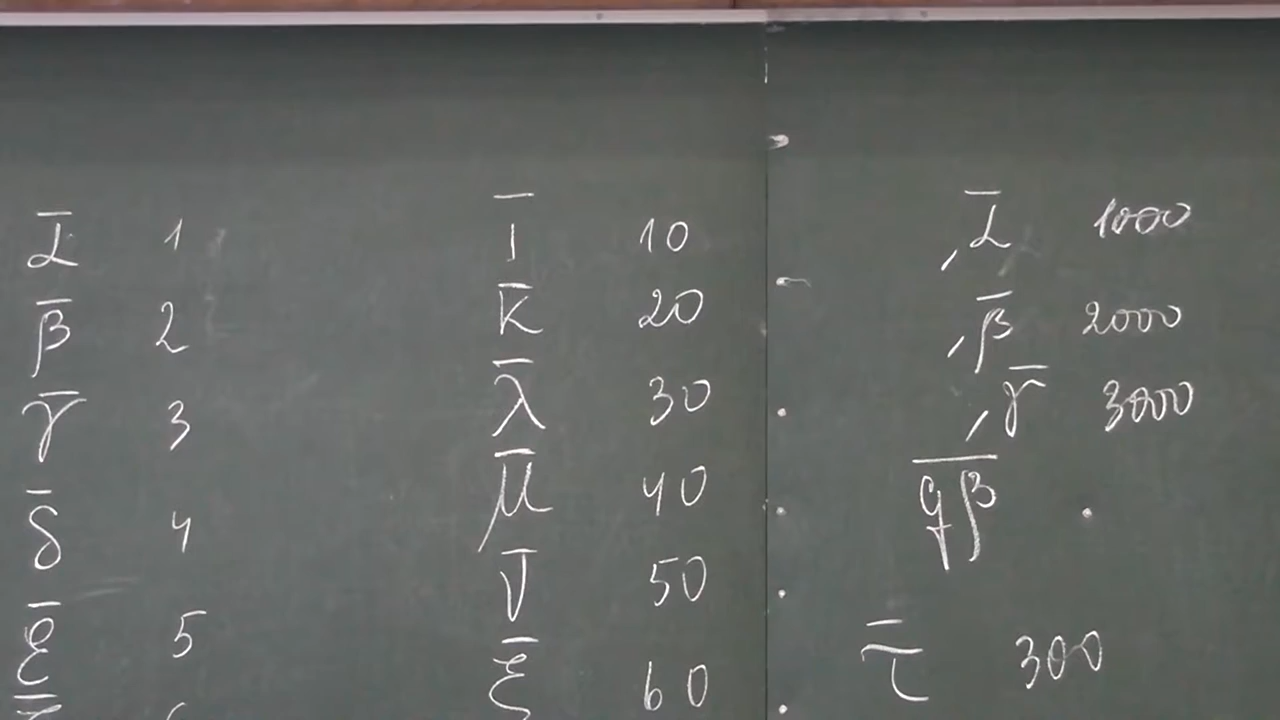 ᾱ 1
β̄ 2
γ̄ 3
δ̄ 4
ε̄ 5
ῑ 10
κ̄ 20
λ̄ 30
μ̄ 40
ν̄ 50
ξ̄ 60
͵ᾱ 1000
͵β̄ 2000
͵γ̄ 3000
ϟ̅β̅
τ̄ 300